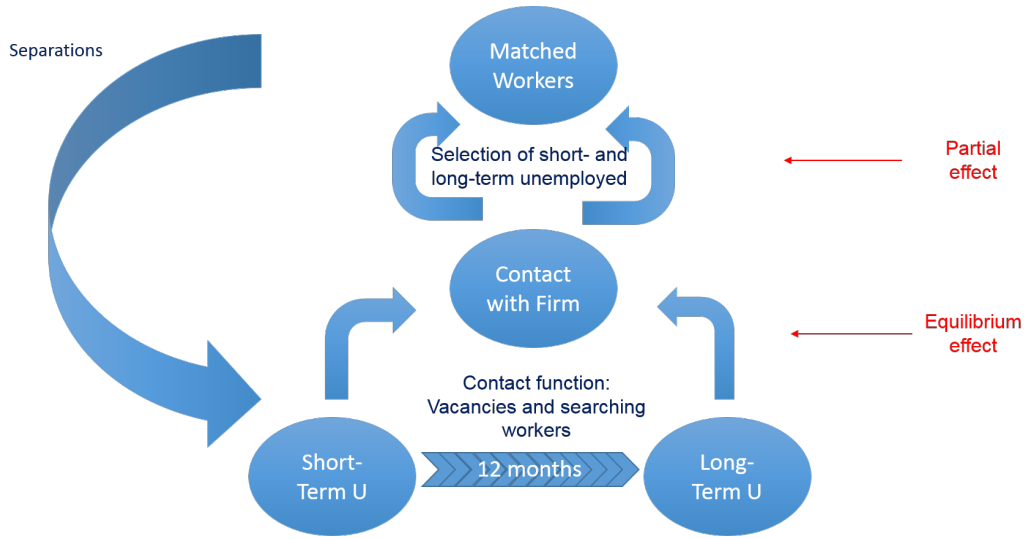 Separations
Matched
Workers
Selection of short- and
long-term unemployed
Partial
effect
Contact
with Firm
Equilibrium
effect
Contact function:
Vacancies and searching
workers
Short-
Term U
12 months
Long-
Term U